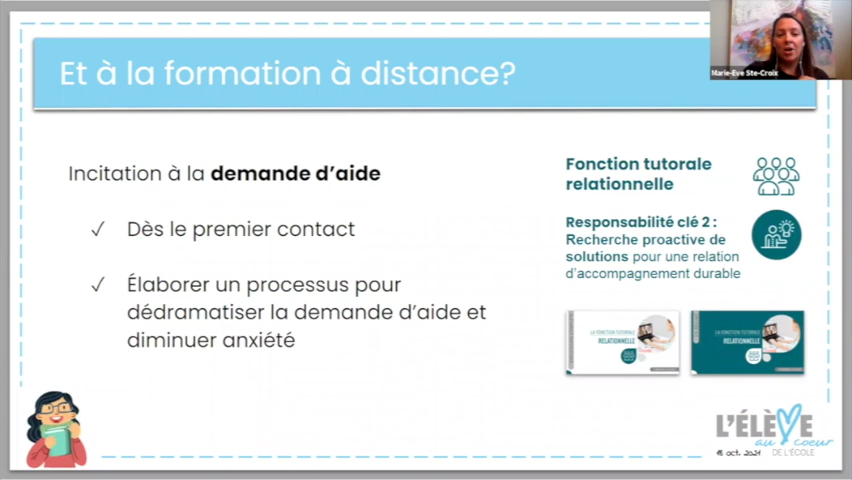 Et à la formation à distance?
Marie-Eve Ste-Croix
Incitation à la demande d'aide
✓ Dès le premier contact
✓ Élaborer un processus pour
dédramatiser la demande d'aide et
diminuer anxiété
Fonction tutorale
relationnelle
Responsabilité clé 2 :
Recherche proactive de
solutions pour une relation
d'accompagnement durable
LA FONCTION TUTORALE
RELATIONNELLE
LA FONCTION TUTORALE
RELATIONNELLE
L'ÉLÈVE
au coeur
DE L'ÉCOLE
oct. 2021